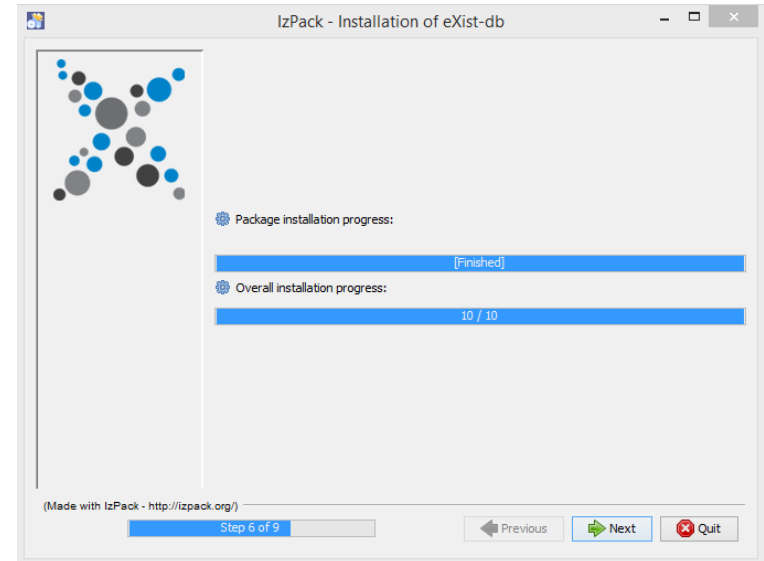 IzPack - Installation of eXist-db
Package installation progress:
[Finished]
Overall installation progress:
10 / 10
(Made with IzPack - http://izpack.org/)
Step 6 of 9
Previous
Next
Quit